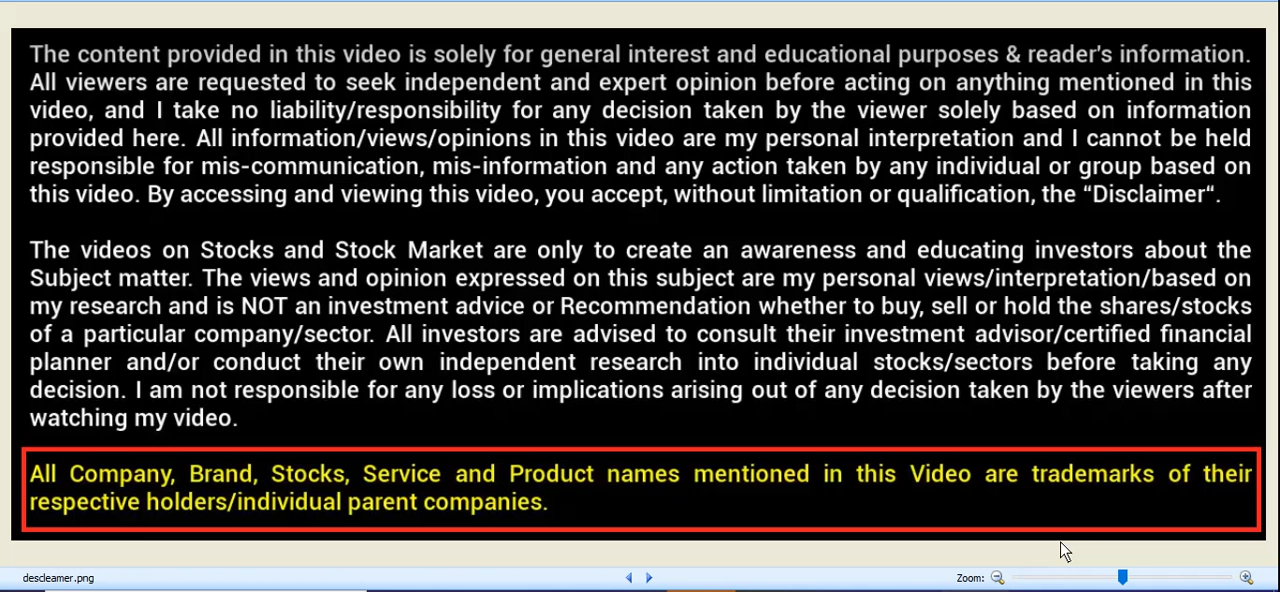 The content provided in this video is solely for general interest and educational purposes & reader's information.
All viewers are requested to seek independent and expert opinion before acting on anything mentioned in this
video, and I take no liability/responsibility for any decision taken by the viewer solely based on information
provided here. All information/views/opinions in this video are my personal interpretation and I cannot be held
responsible for mis-communication, mis-information and any action taken by any individual or group based on
this video. By accessing and viewing this video, you accept, without limitation or qualification, the “Disclaimer“.
The videos on Stocks and Stock Market are only to create an awareness and educating investors about the
Subject matter. The views and opinion expressed on this subject are my personal views/interpretation/based on
my research and is NOT an investment advice or Recommendation whether to buy, sell or hold the shares/stocks
of a particular company/sector. All investors are advised to consult their investment advisor/certified financial
planner and/or conduct their own independent research into individual stocks/sectors before taking any
decision. I am not responsible for any loss or implications arising out of any decision taken by the viewers after
watching my video.
All Company, Brand, Stocks, Service and Product names mentioned in this Video are trademarks of their
respective holders/individual parent companies.
descleamer.png
Zoom: